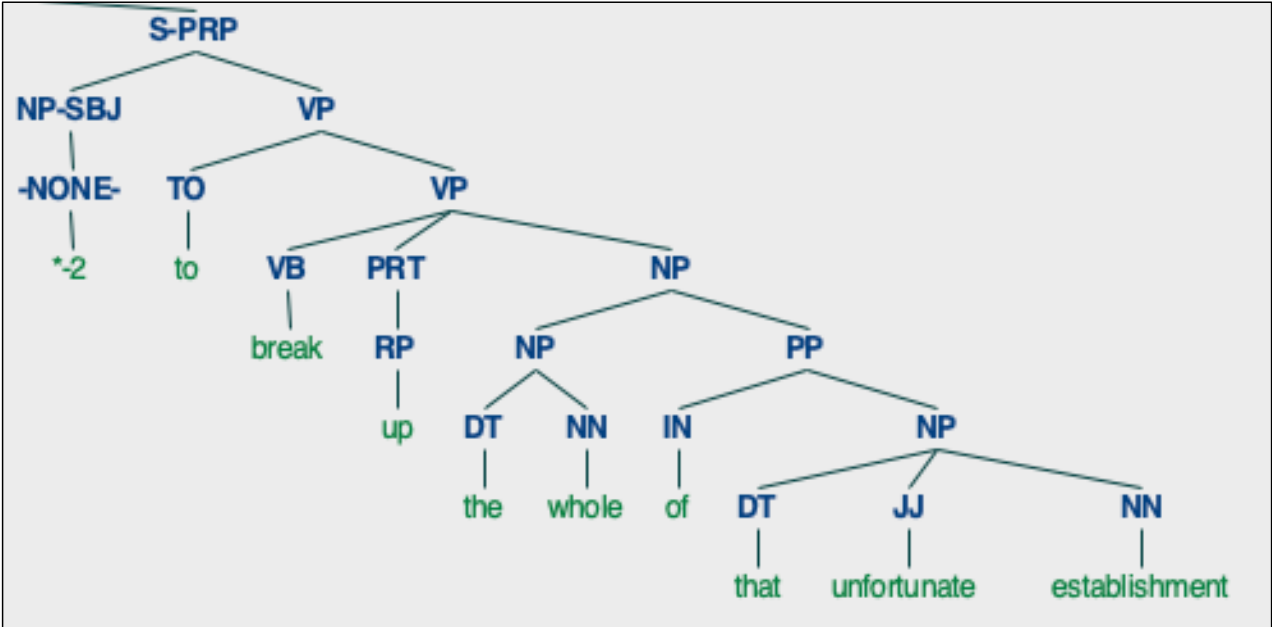 S-PRP
NP-SBJ VP
-NONE- TO VP
*-2 to VB PRT NP
break RP NP PP
up DT NN IN NP
the whole of DT JJ NN
that unfortunate establishment